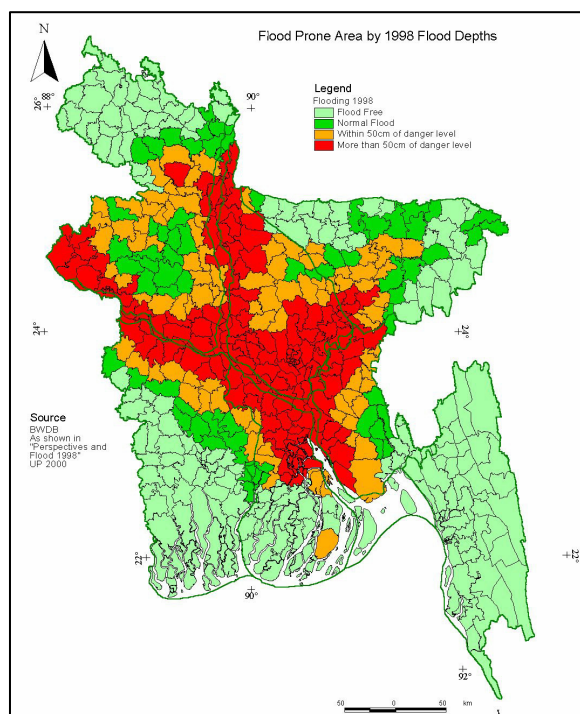 Flood Prone Area by 1998 Flood Depths
N
Legend
Flooding 1998
Flood Free
Normal Flood
Within 50cm of danger level
More than 50cm of danger level
88°
26°
90°
24°
24°
Source
BWDB
As shown in
"Perspectives and
Flood 1998"
UP 2000
22°
22°
90°
92°
50 0 50 km